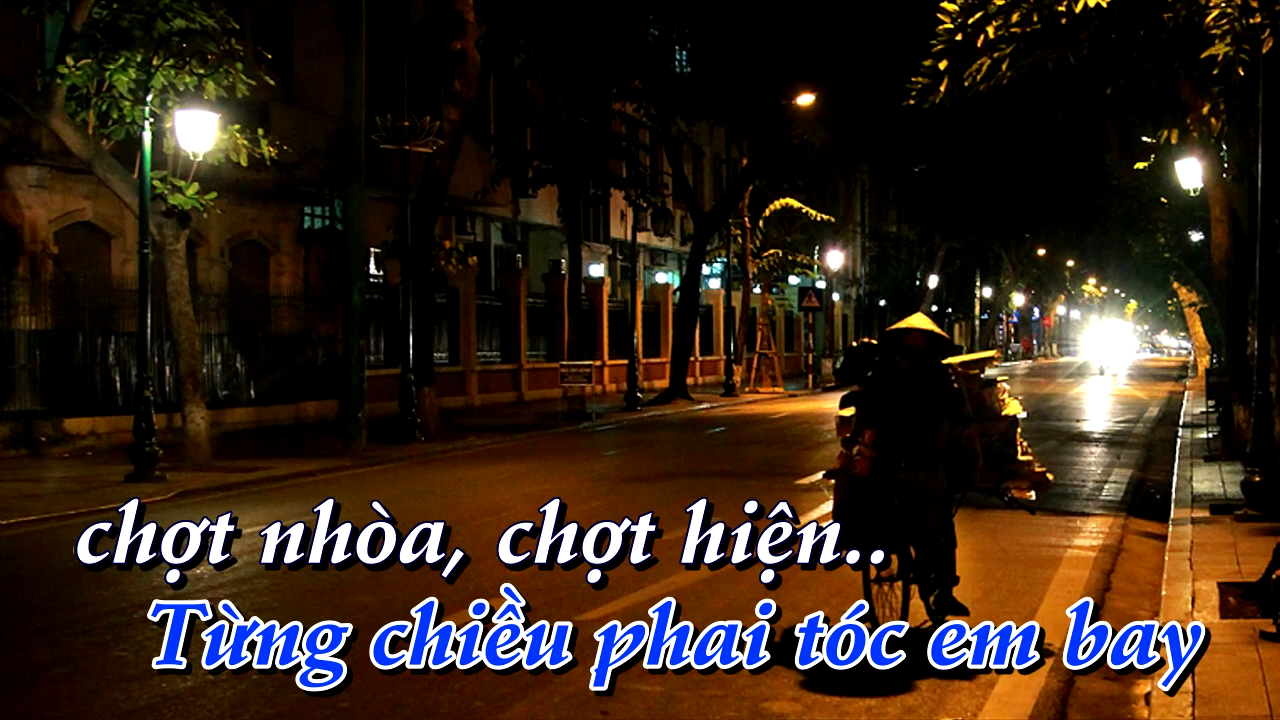 chợt nhòa, chợt hiện..
Từng chiều phai tóc em bay